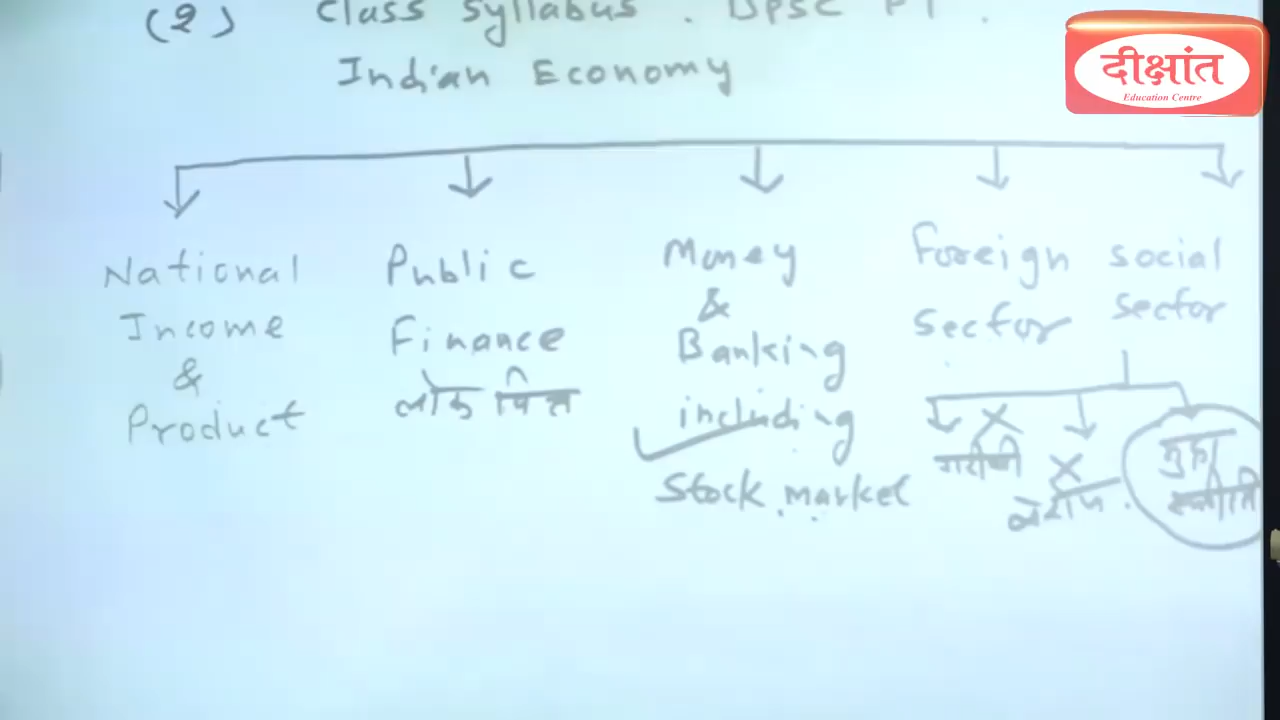 (2) Class Syllabus . UPSC PT .
Indian Economy
दीक्षांत
Education Centre
National
Income
&
Product
Public
Finance
लोक वित्त
Money
&
Banking
including
Stock market
Foreign
Sector
Social
Sector
गरीबी
मुद्रा
स्फीति